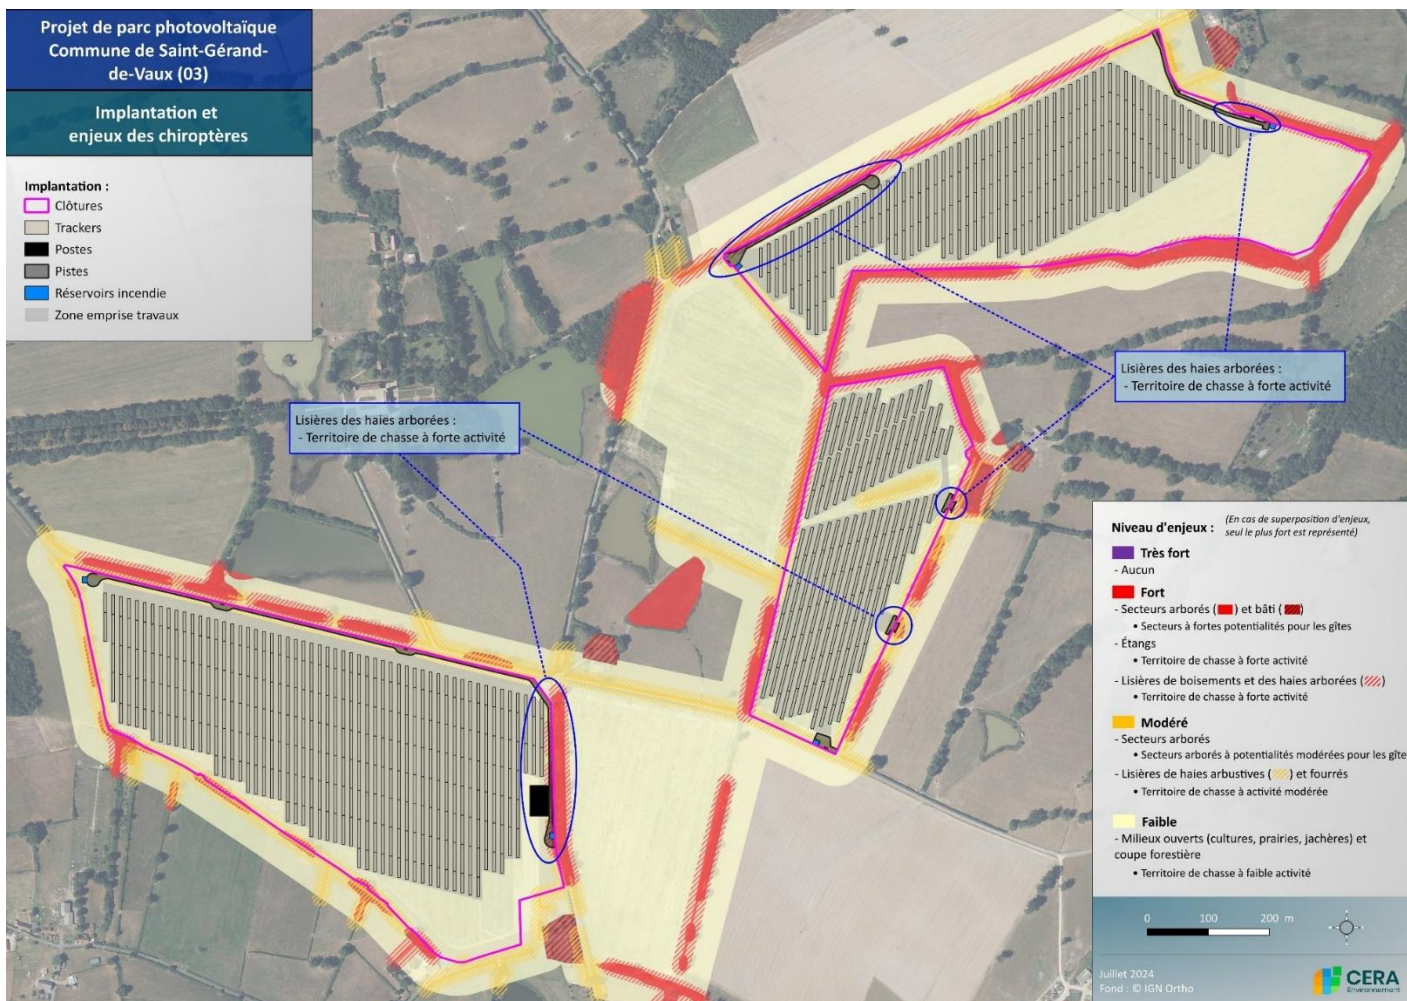 Projet de parc photovoltaïque
Commune de Saint-Gérand-
de-Vaux (03)
Implantation et
enjeux des chiroptères
Implantation :
Clôtures
Trackers
Postes
Pistes
Réservoirs incendie
Zone emprise travaux
Lisières des haies arborées :
- Territoire de chasse à forte activité
Lisières des haies arborées :
- Territoire de chasse à forte activité
Niveau d'enjeux :
(En cas de superposition d'enjeux,
seul le plus fort est représenté)
Très fort
- Aucun
Fort
- Secteurs arborés ( ) et bâti ( )
• Secteurs à fortes potentialités pour les gîtes
- Étangs
• Territoire de chasse à forte activité
- Lisières de boisements et des haies arborées ( )
• Territoire de chasse à forte activité
Modéré
- Secteurs arborés
• Secteurs arborés à potentialités modérées pour les gîte
- Lisières de haies arbustives ( ) et fourrés
• Territoire de chasse à activité modérée
Faible
- Milieux ouverts (cultures, prairies, jachères) et
coupe forestière
• Territoire de chasse à faible activité
0 100 200 m
Juillet 2024
Fond : © IGN Ortho
CERA
Environnement